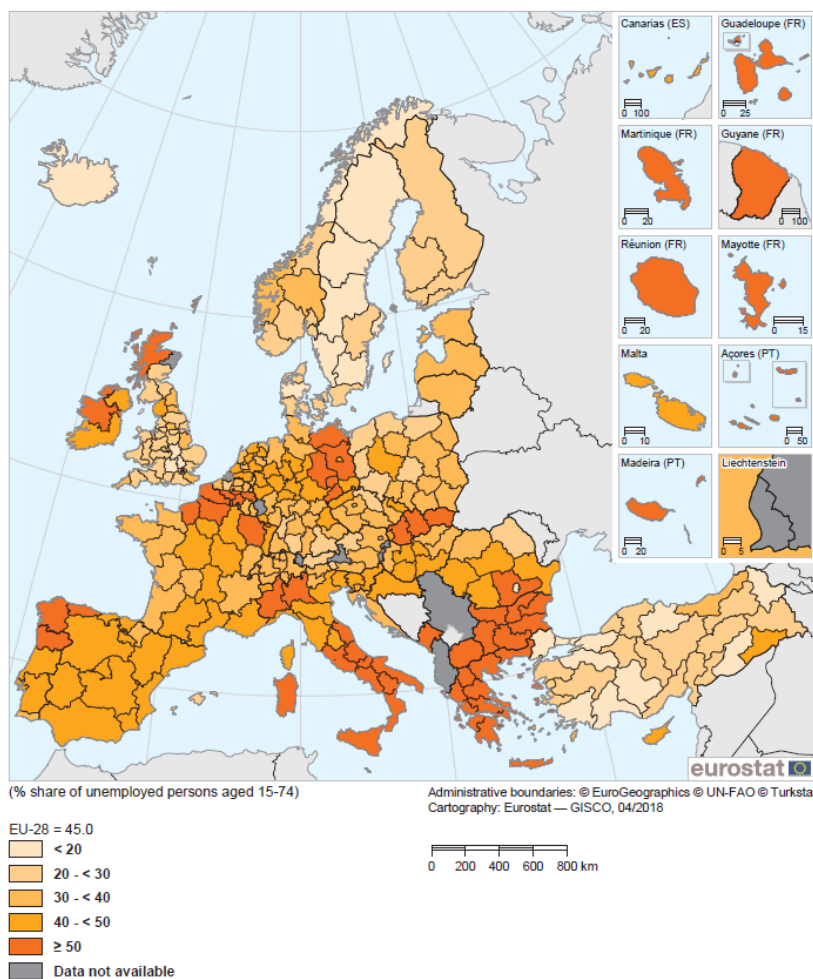 Canarias (ES)
0 100
Guadeloupe (FR)
0 25
Martinique (FR)
0 20
Guyane (FR)
0 100
Réunion (FR)
0 20
Mayotte (FR)
0 15
Malta
0 10
Açores (PT)
0 50
Madeira (PT)
0 20
Liechtenstein
0 5
eurostat
(% share of unemployed persons aged 15-74)
Administrative boundaries: © EuroGeographics © UN-FAO © Turksta
Cartography: Eurostat — GISCO, 04/2018
EU-28 = 45.0
< 20
20 - < 30
30 - < 40
40 - < 50
≥ 50
Data not available
0 200 400 600 800 km